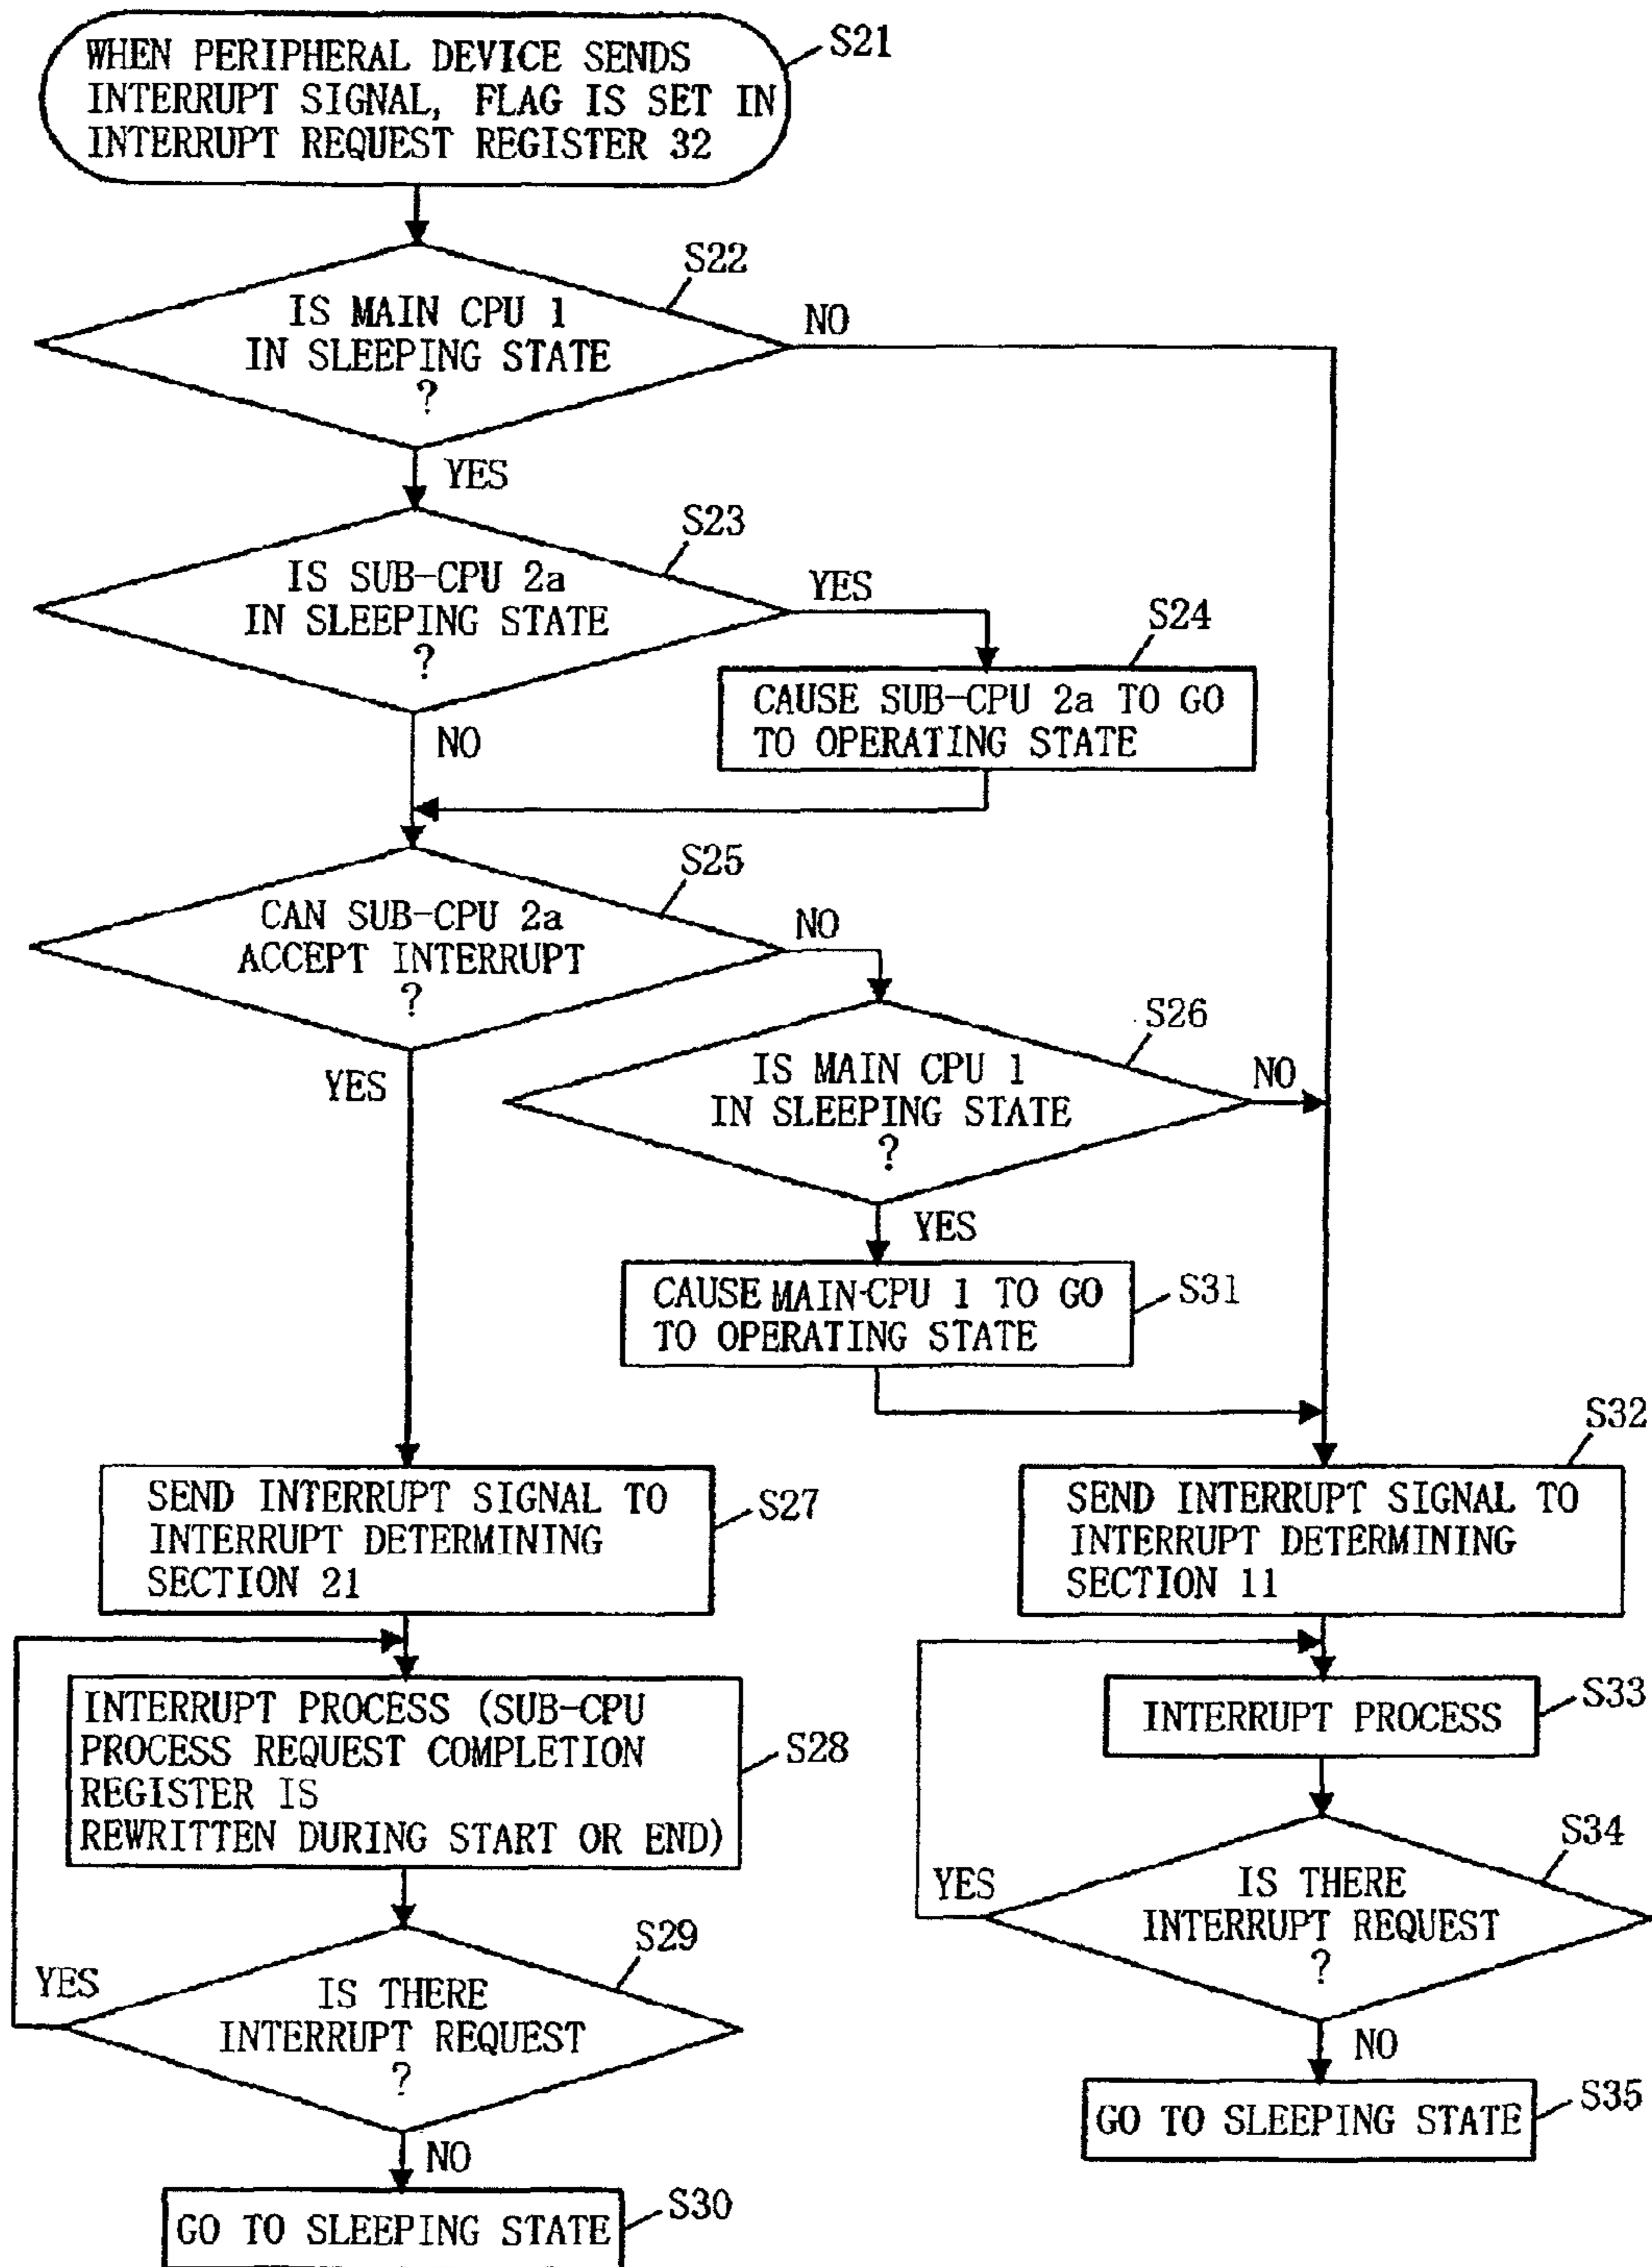 WHEN PERIPHERAL DEVICE SENDS
INTERRUPT SIGNAL, FLAG IS SET IN
INTERRUPT REQUEST REGISTER 32
S21
S22
IS MAIN CPU 1
IN SLEEPING STATE
?
NO
YES
S23
IS SUB-CPU 2a
IN SLEEPING STATE
?
YES
NO
S24
CAUSE SUB-CPU 2a TO GO
TO OPERATING STATE
S25
CAN SUB-CPU 2a
ACCEPT INTERRUPT
?
NO
YES
S26
IS MAIN CPU 1
IN SLEEPING STATE
?
NO
YES
CAUSE MAIN-CPU 1 TO GO
TO OPERATING STATE
S31
SEND INTERRUPT SIGNAL TO
INTERRUPT DETERMINING
SECTION 21
S27
S32
SEND INTERRUPT SIGNAL TO
INTERRUPT DETERMINING
SECTION 11
INTERRUPT PROCESS (SUB-CPU
PROCESS REQUEST COMPLETION
REGISTER IS
REWRITTEN DURING START OR END)
S28
INTERRUPT PROCESS
S33
S29
IS THERE
INTERRUPT REQUEST
?
YES
NO
S34
IS THERE
INTERRUPT REQUEST
?
YES
NO
GO TO SLEEPING STATE
S30
GO TO SLEEPING STATE
S35